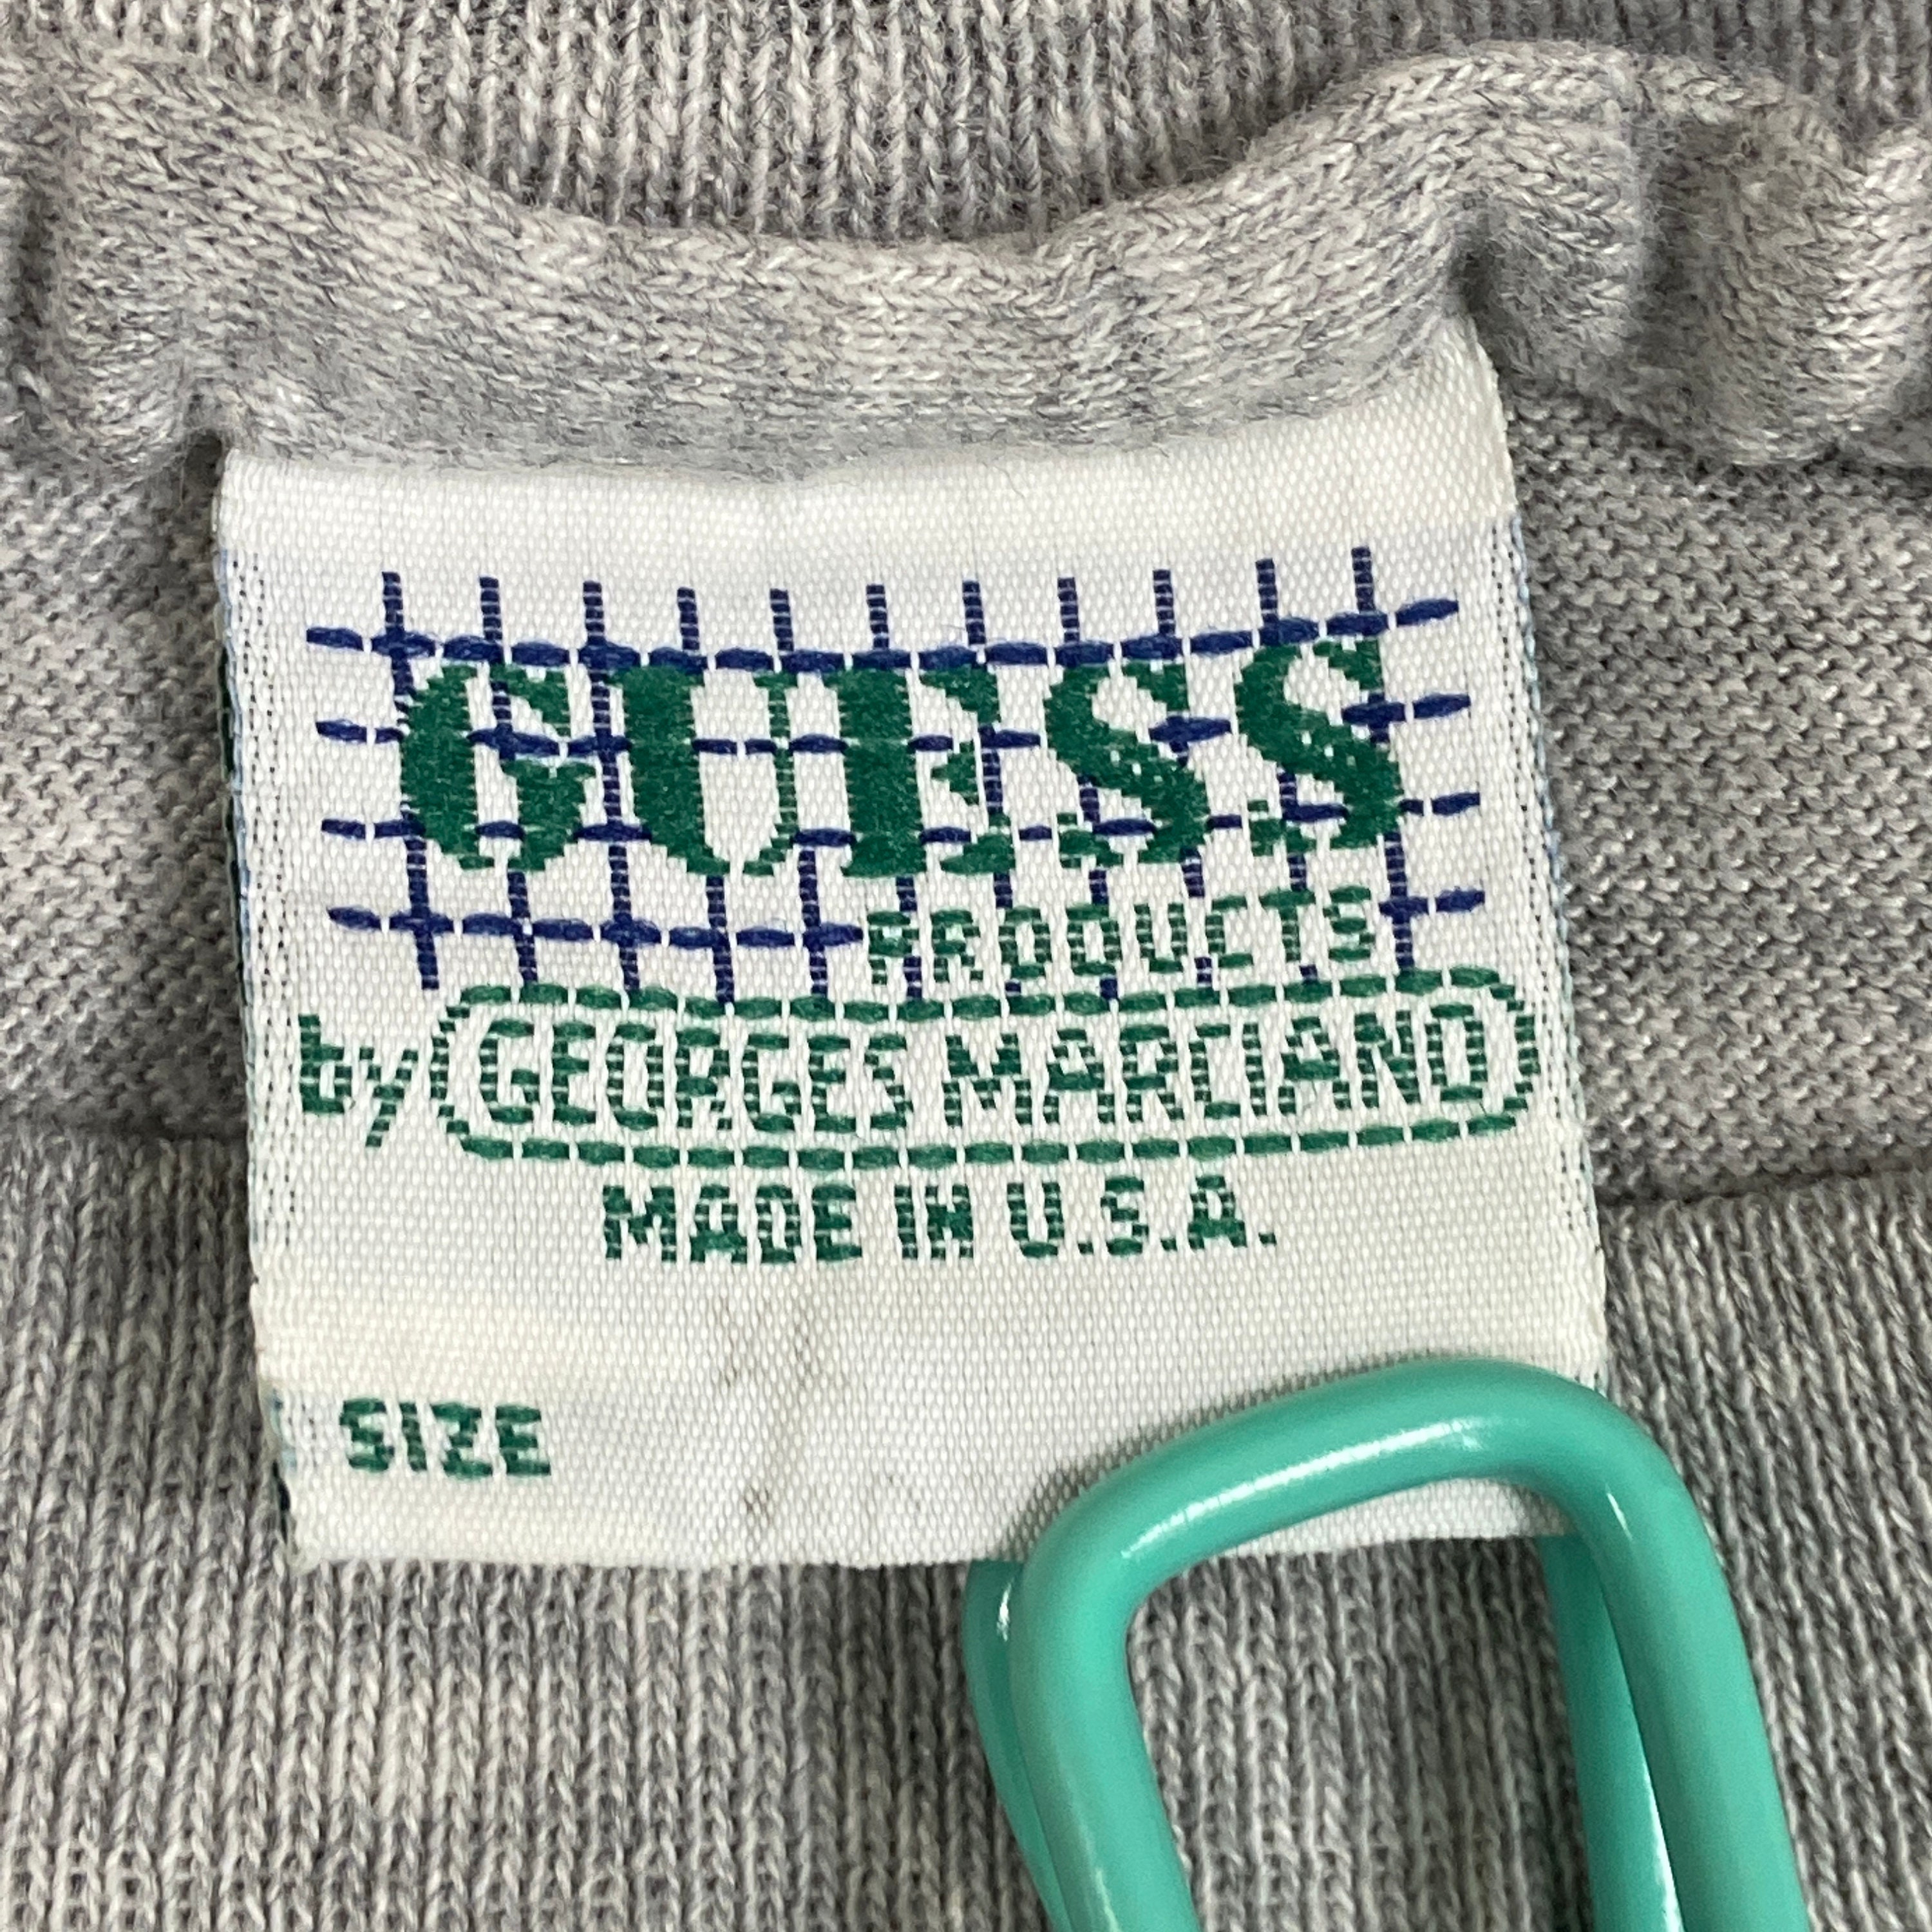 GUESS
PRODUCTS
by GEORGES MARCIANO
MADE IN U.S.A.
SIZE